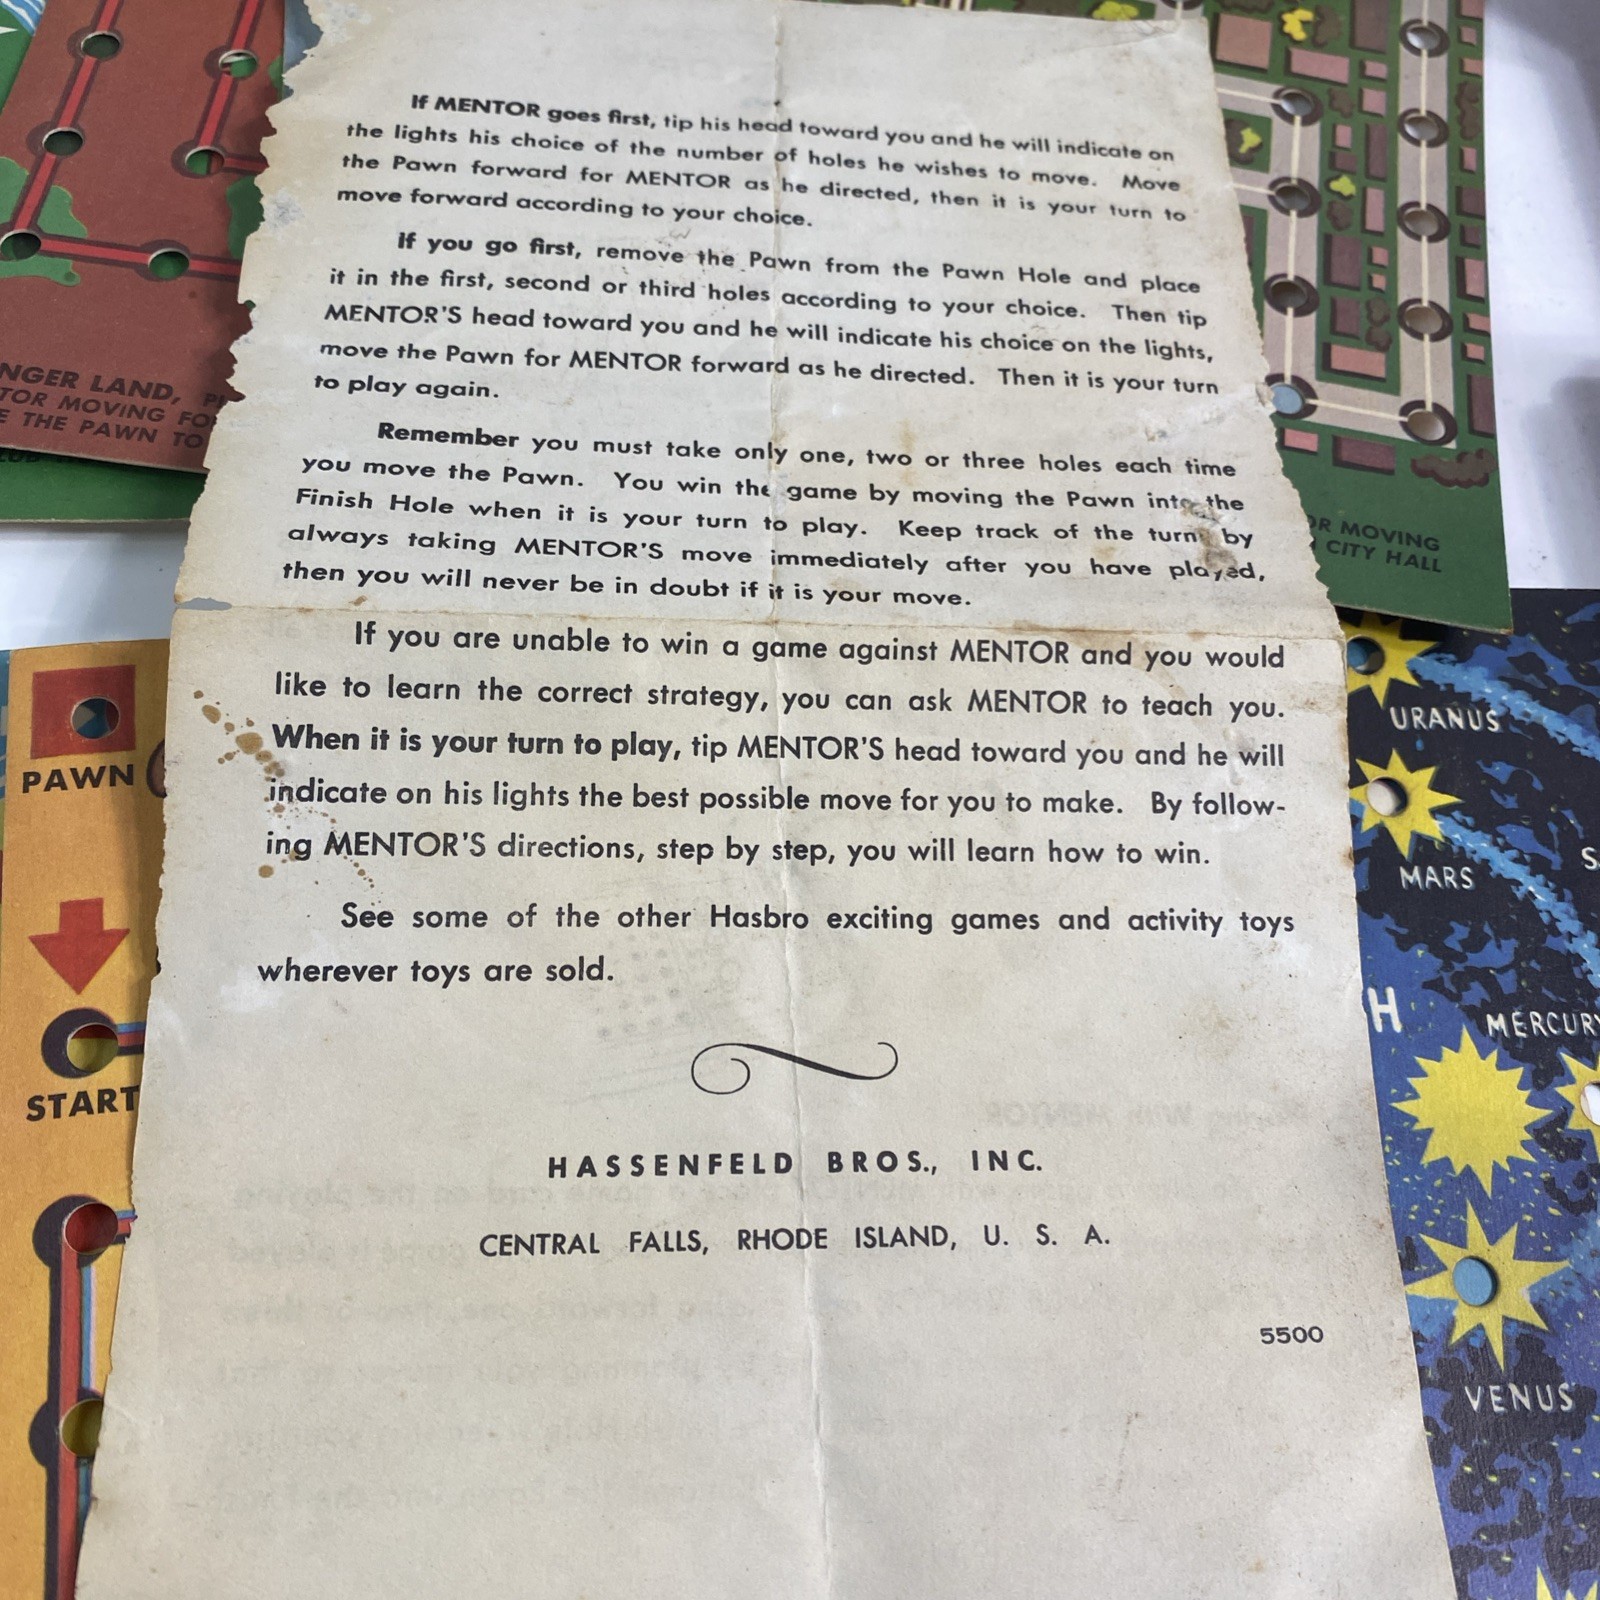 If MENTOR goes first, tip his head toward you and he will indicate on
the lights his choice of the number of holes he wishes to move. Move
the Pawn forward for MENTOR as he directed, then it is your turn to
move forward according to your choice.
If you go first, remove the Pawn from the Pawn Hole and place
it in the first, second or third holes according to your choice. Then tip
MENTOR'S head toward you and he will indicate his choice on the lights,
move the Pawn for MENTOR forward as he directed. Then it is your turn
to play again.
Remember you must take only one, two or three holes each time
you move the Pawn. You win the game by moving the Pawn into the
Finish Hole when it is your turn to play. Keep track of the turn by
always taking MENTOR'S move immediately after you have played,
then you will never be in doubt if it is your move.
If you are unable to win a game against MENTOR and you would
like to learn the correct strategy, you can ask MENTOR to teach you.
When it is your turn to play, tip MENTOR'S head toward you and he will
indicate on his lights the best possible move for you to make. By follow-
ing MENTOR'S directions, step by step, you will learn how to win.
See some of the other Hasbro exciting games and activity toys
wherever toys are sold.
HASSENFELD BROS., INC.
CENTRAL FALLS, RHODE ISLAND, U. S. A.
5500
NGER LAND,
TOR MOVING FO
E THE PAWN TO
PAWN
START
OR MOVING
CITY HALL
URANUS
MARS
H
MERCURY
VENUS